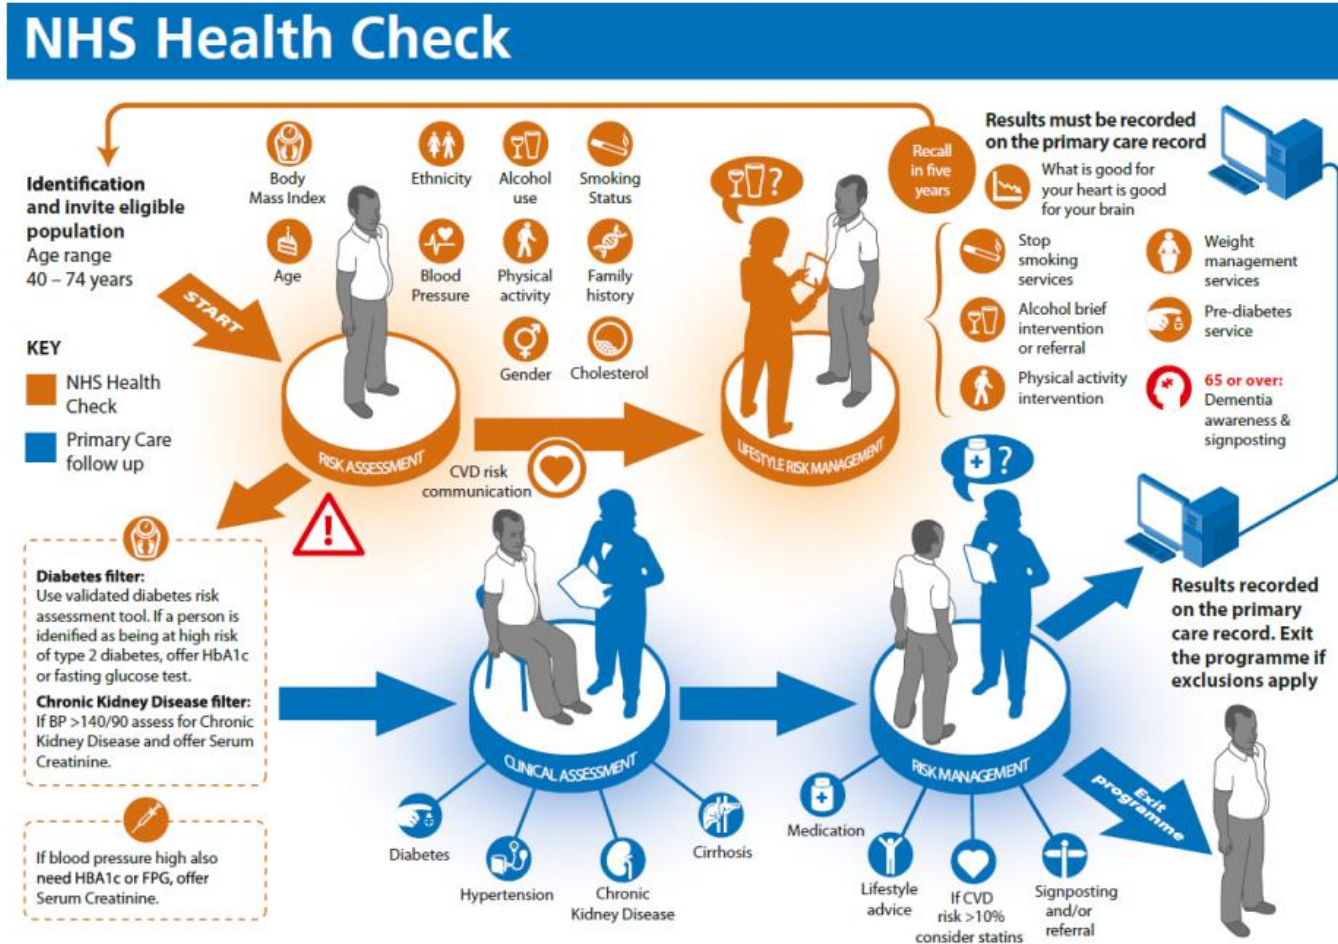 NHS Health Check
Identification
and invite eligible
population
Age range
40 – 74 years
START
KEY
NHS Health
Check
Primary Care
follow up
Body
Mass Index
Ethnicity
Alcohol
use
Smoking
Status
Age
Blood
Pressure
Physical
activity
Family
history
Gender
Cholesterol
RISK ASSESSMENT
CVD risk
communication
?
LIFESTYLE RISK MANAGEMENT
Recall
in five
years
Results must be recorded
on the primary care record
What is good for
your heart is good
for your brain
Stop
smoking
services
Alcohol brief
intervention
or referral
Physical activity
intervention
Weight
management
services
Pre-diabetes
service
65 or over:
Dementia
awareness &
signposting
!
Diabetes filter:
Use validated diabetes risk
assessment tool. If a person is
idenified as being at high risk
of type 2 diabetes, offer HbA1c
or fasting glucose test.
Chronic Kidney Disease filter:
If BP >140/90 assess for Chronic
Kidney Disease and offer Serum
Creatinine.
If blood pressure high also
need HBA1c or FPG, offer
Serum Creatinine.
CLINICAL ASSESSMENT
Diabetes
Hypertension
Chronic
Kidney Disease
Cirrhosis
?
RISK MANAGEMENT
Medication
Lifestyle
advice
If CVD
risk >10%
consider statins
Signposting
and/or
referral
Results recorded
on the primary
care record. Exit
the programme if
exclusions apply
Exit
programme